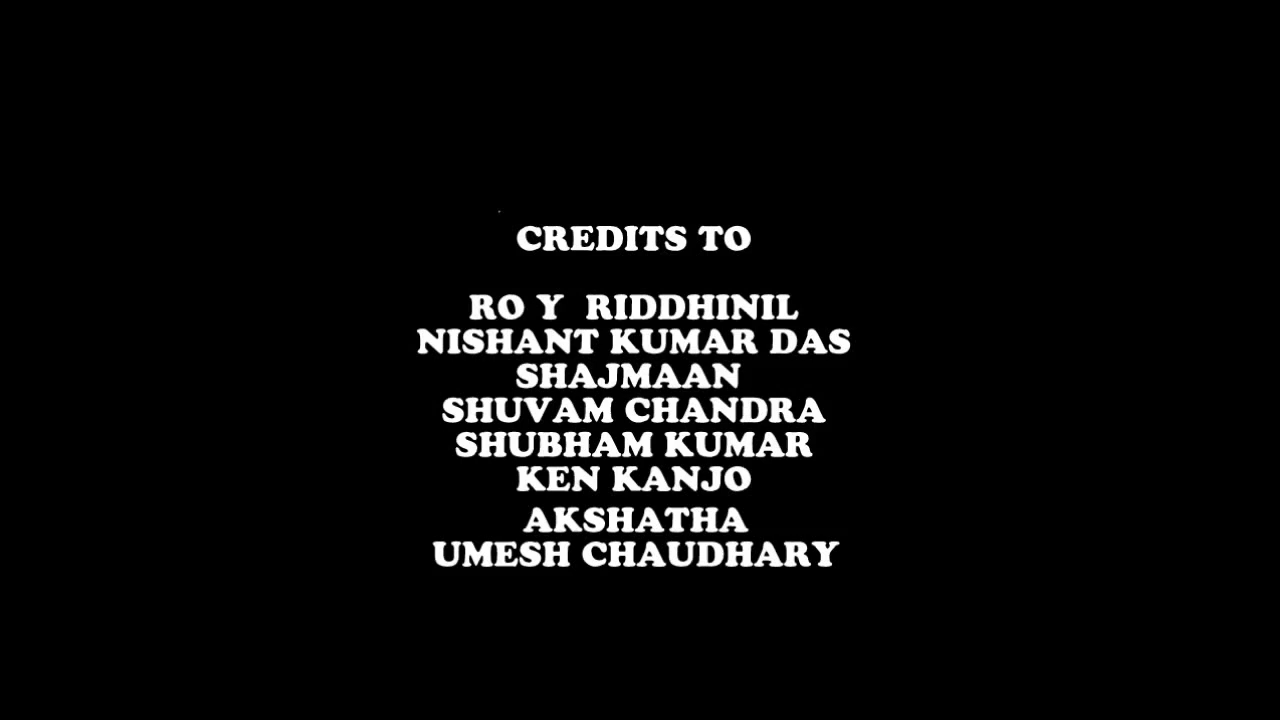 CREDITS TO
RO Y  RIDDHINIL
NISHANT KUMAR DAS
SHAJMAAN
SHUVAM CHANDRA
SHUBHAM KUMAR
KEN KANJO
AKSHATHA
UMESH CHAUDHARY